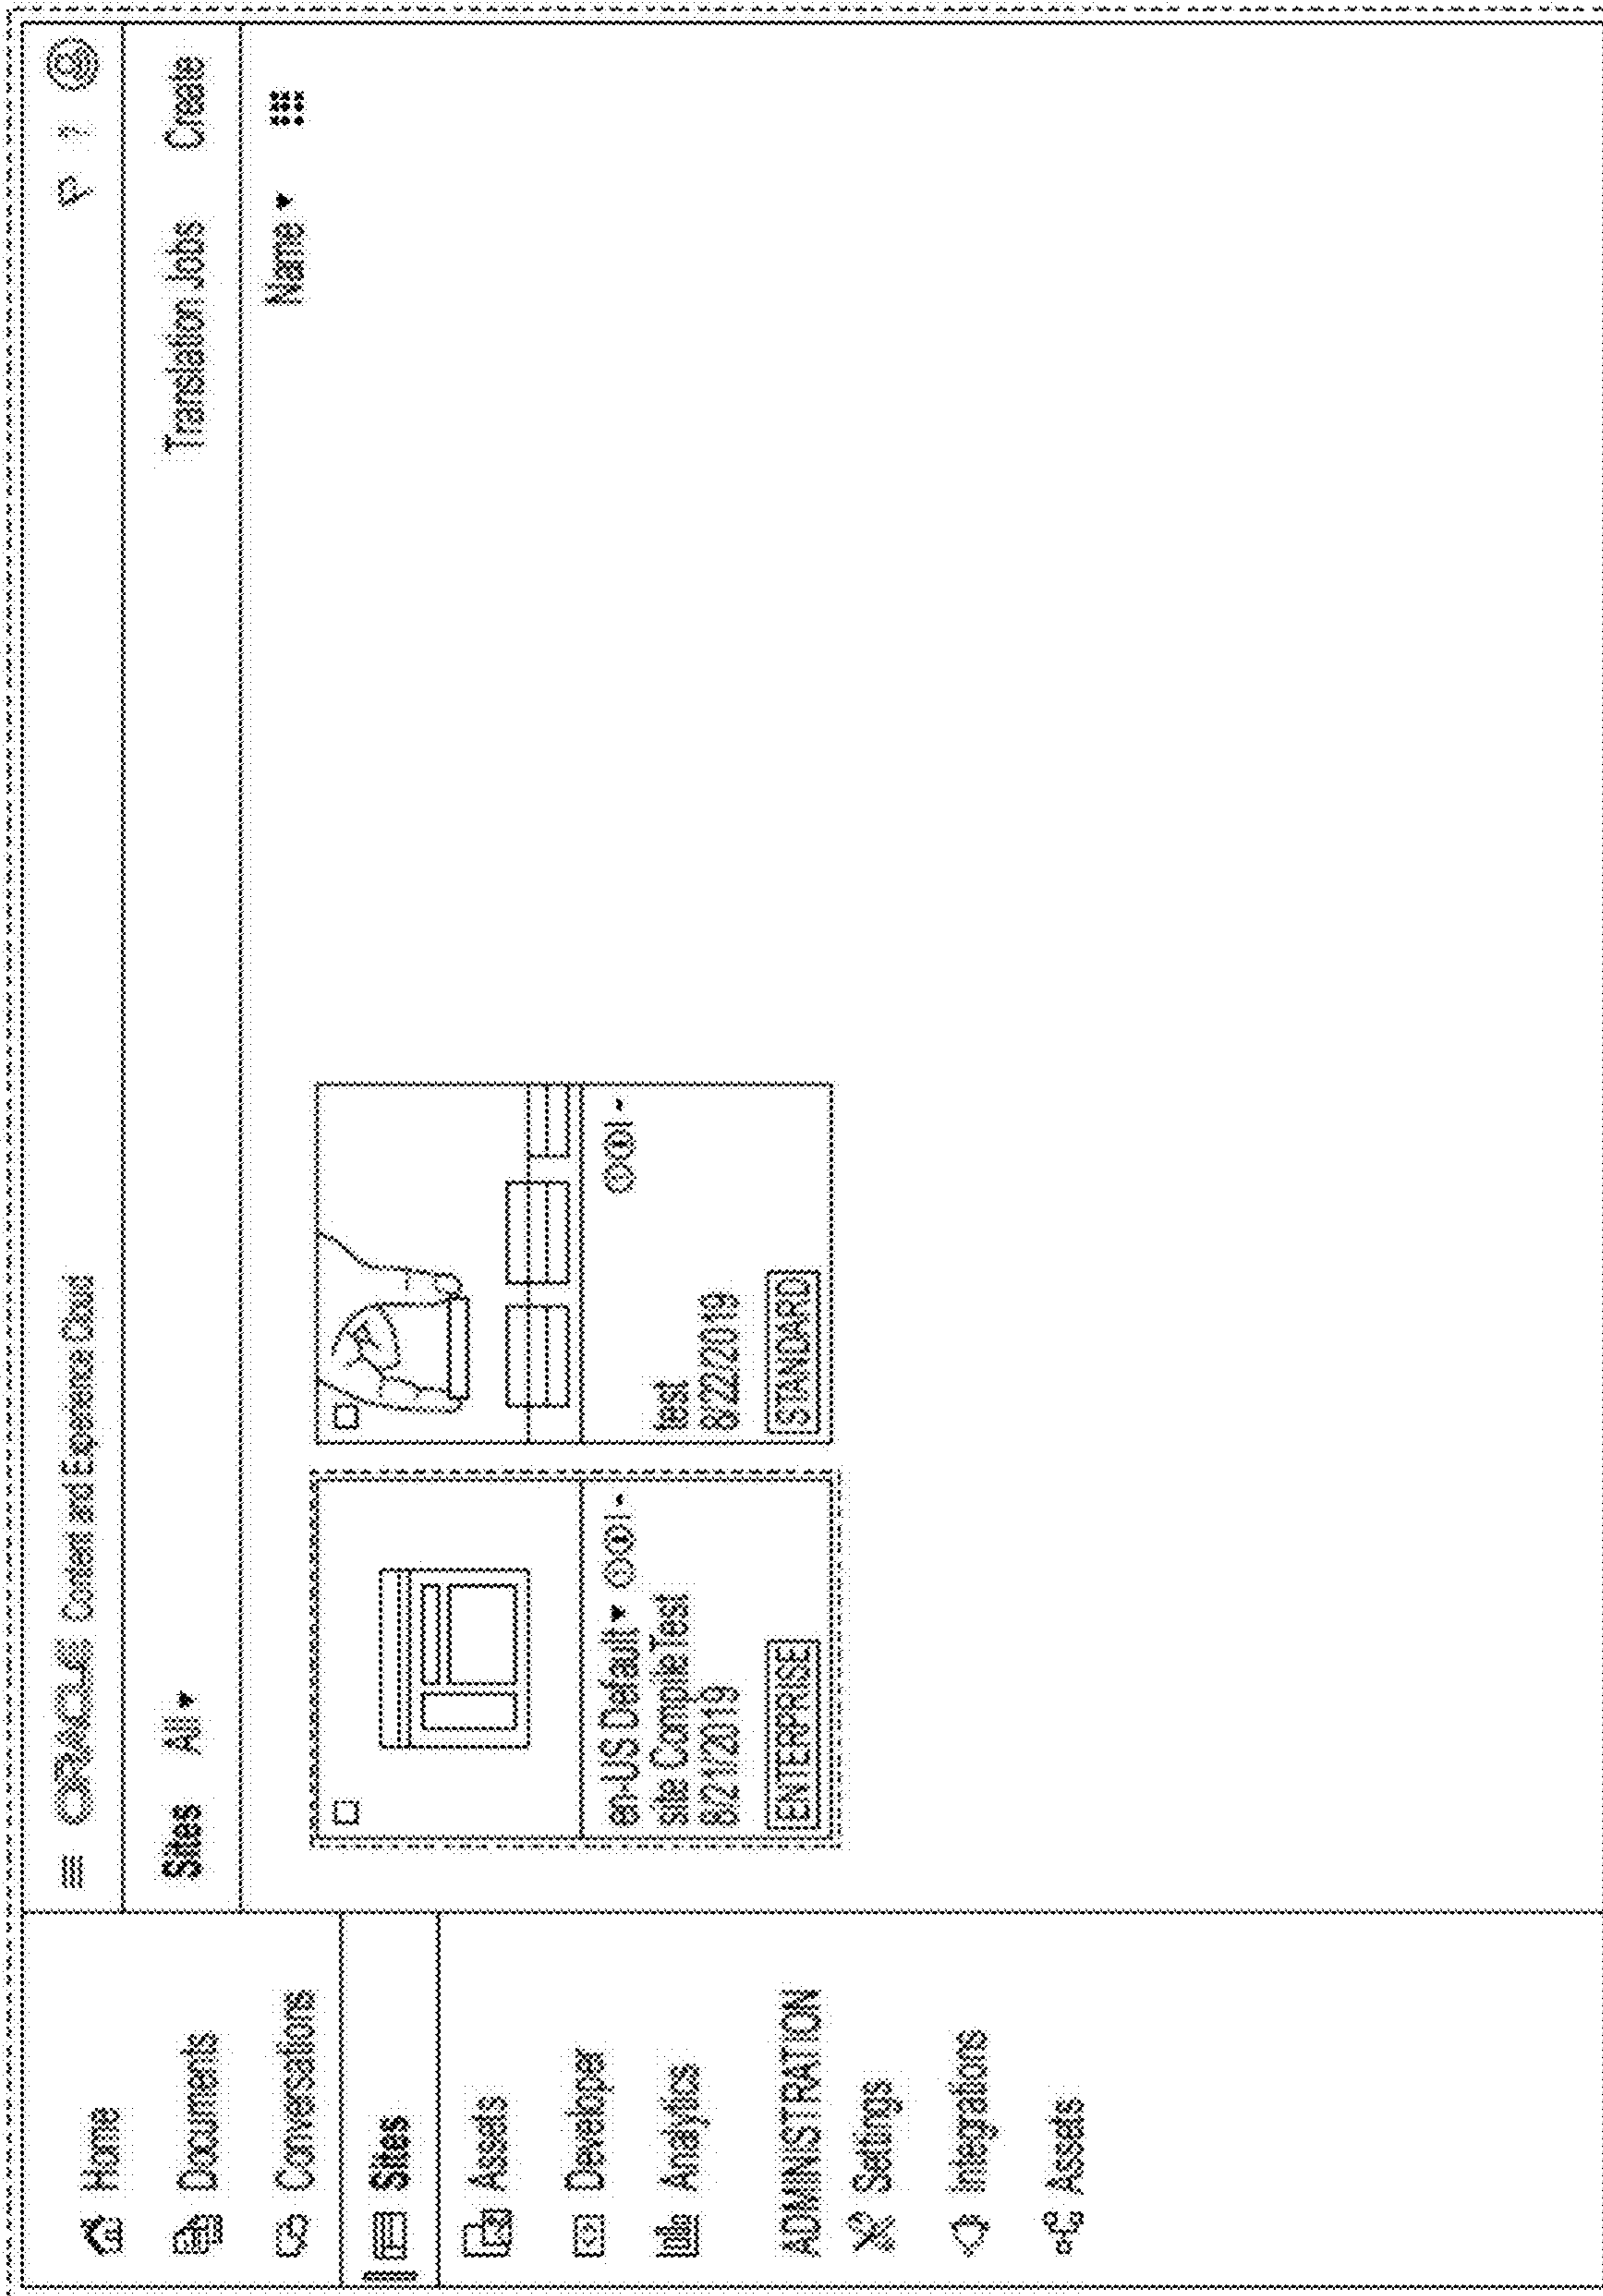 ORACLE Content and Experience Cloud
Sites All
Translation Jobs
Create
Name
Home
Documents
Conversations
Sites
Assets
Developer
Analytics
ADMINISTRATION
Settings
Integrations
Assets
en-US Default
site Compile Test
8/21/2019
ENTERPRISE
test
8/22/2019
STANDARD